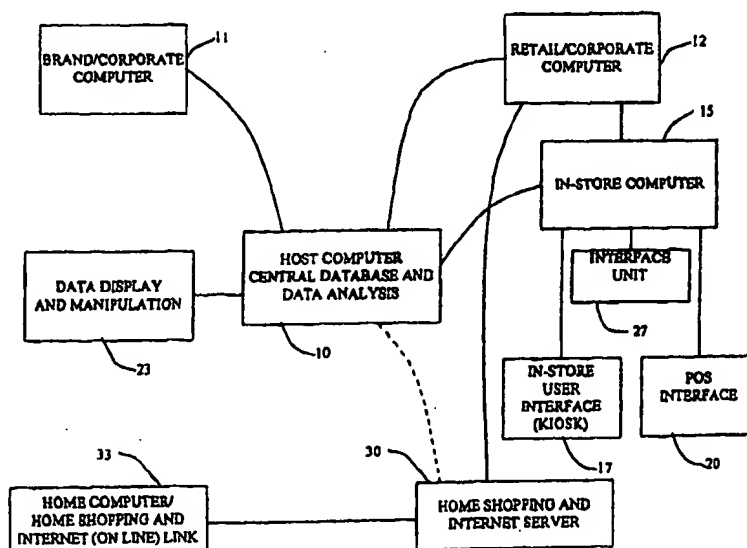 11
BRAND/CORPORATE
COMPUTER
RETAIL/CORPORATE
COMPUTER
12
15
IN-STORE COMPUTER
HOST COMPUTER
CENTRAL DATABASE AND
DATA ANALYSIS
10
INTERFACE
UNIT
27
DATA DISPLAY
AND MANIPULATION
23
IN-STORE
USER
INTERFACE
(KIOSK)
17
POS
INTERFACE
20
33
HOME COMPUTER/
HOME SHOPPING AND
INTERNET (ON LINE) LINK
30
HOME SHOPPING AND
INTERNET SERVER